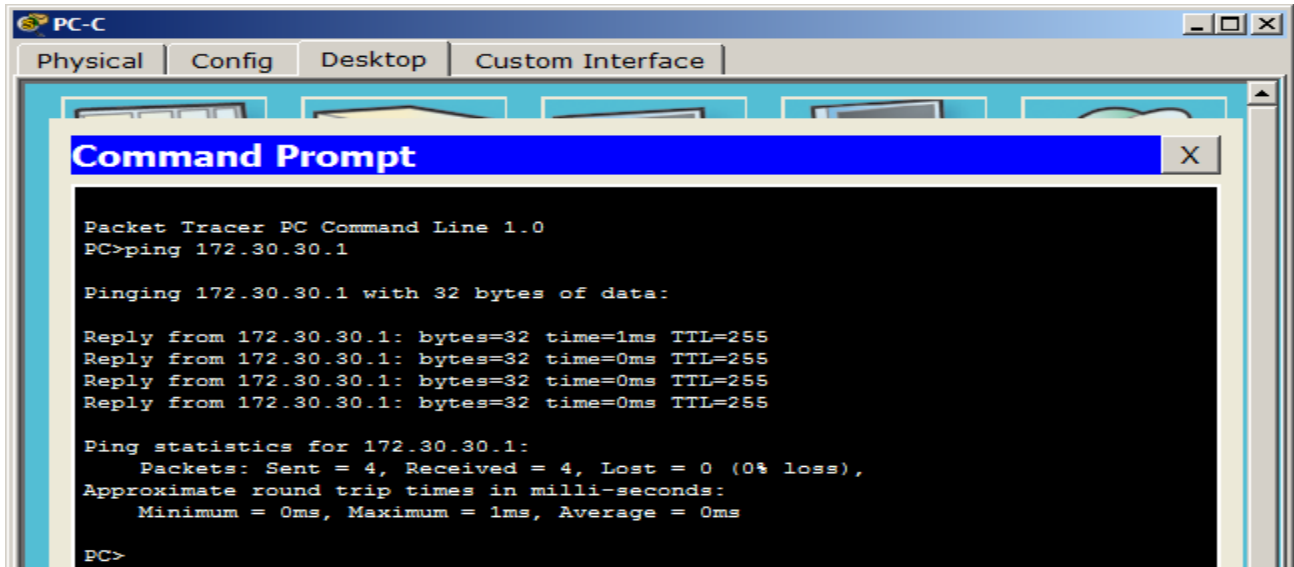 PC-C
Physical Config Desktop Custom Interface
Command Prompt X
Packet Tracer PC Command Line 1.0
PC>ping 172.30.30.1
Pinging 172.30.30.1 with 32 bytes of data:
Reply from 172.30.30.1: bytes=32 time=1ms TTL=255
Reply from 172.30.30.1: bytes=32 time=0ms TTL=255
Reply from 172.30.30.1: bytes=32 time=0ms TTL=255
Reply from 172.30.30.1: bytes=32 time=0ms TTL=255
Ping statistics for 172.30.30.1:
Packets: Sent = 4, Received = 4, Lost = 0 (0% loss),
Approximate round trip times in milli-seconds:
Minimum = 0ms, Maximum = 1ms, Average = 0ms
PC>